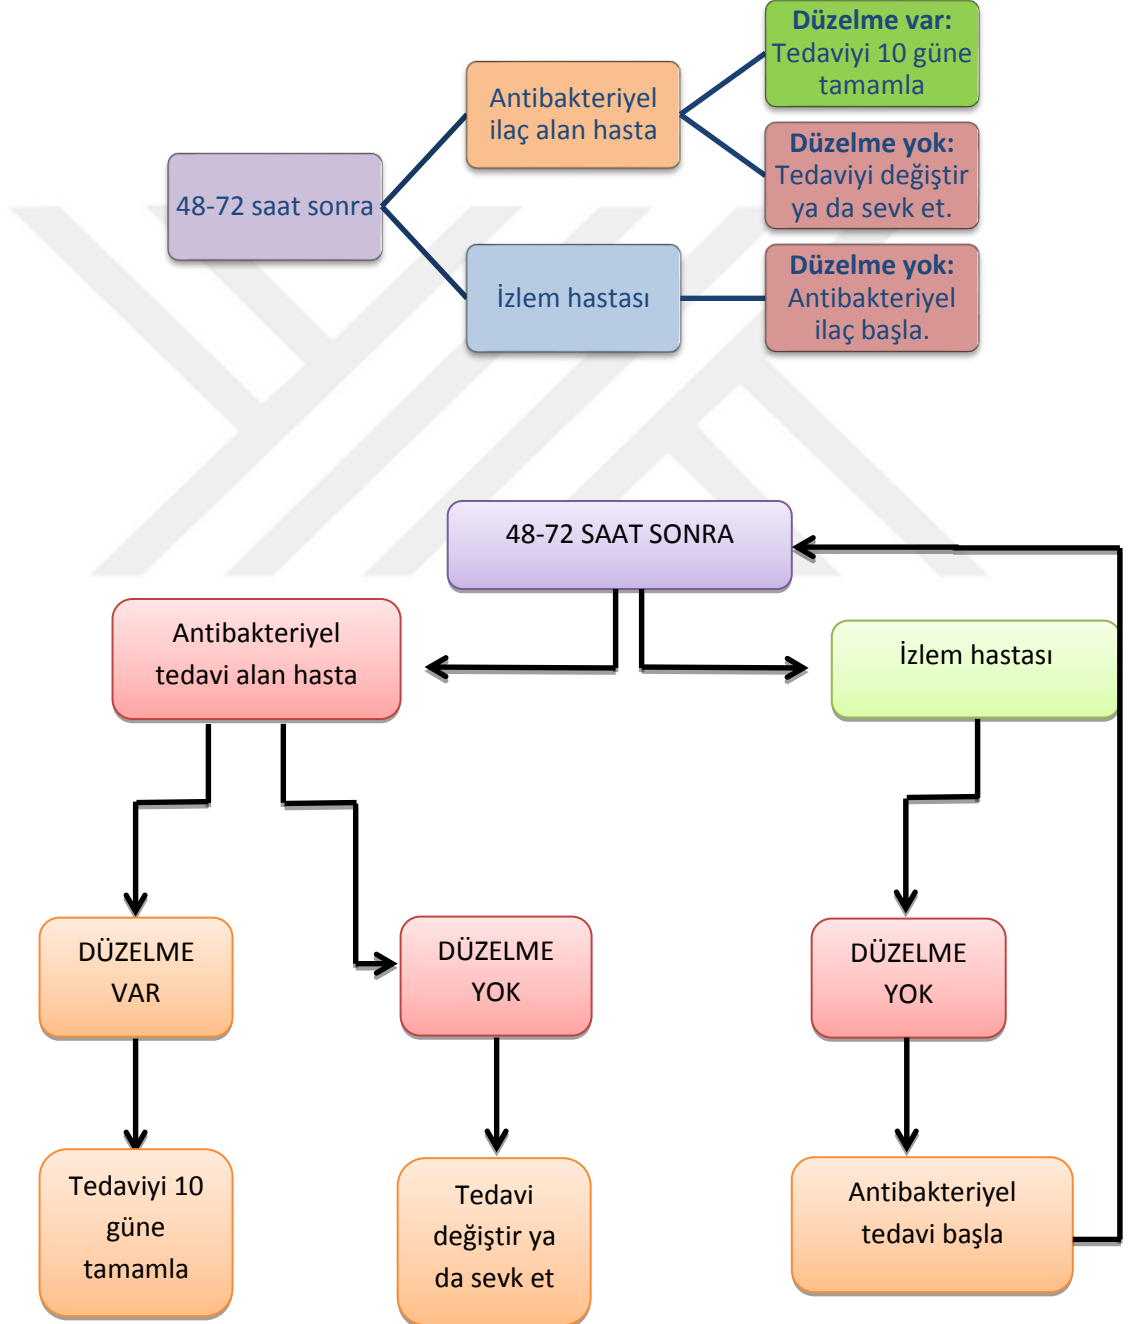 Düzelme var:
Tedaviyi 10 güne
tamamla
Antibakteriyel
ilaç alan hasta
Düzelme yok:
Tedaviyi değiştir
ya da sevk et.
48-72 saat sonra
İzlem hastası
Düzelme yok:
Antibakteriyel
ilaç başla.
48-72 SAAT SONRA
Antibakteriyel
tedavi alan hasta
İzlem hastası
DÜZELME
VAR
DÜZELME
YOK
DÜZELME
YOK
Tedaviyi 10
güne
tamamla
Tedavi
değiştir ya
da sevk et
Antibakteriyel
tedavi başla